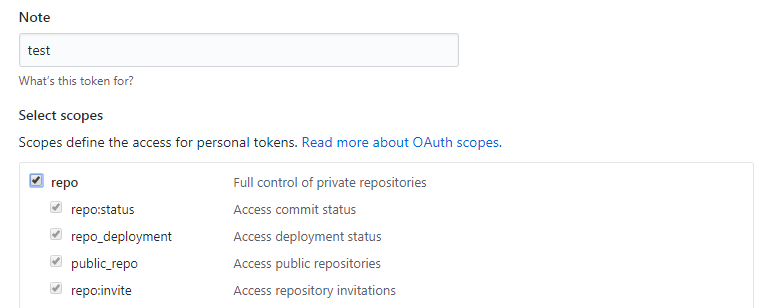 Note
test
What's this token for?
Select scopes
Scopes define the access for personal tokens. Read more about OAuth scopes.
repo Full control of private repositories
repo:status Access commit status
repo_deployment Access deployment status
public_repo Access public repositories
repo:invite Access repository invitations